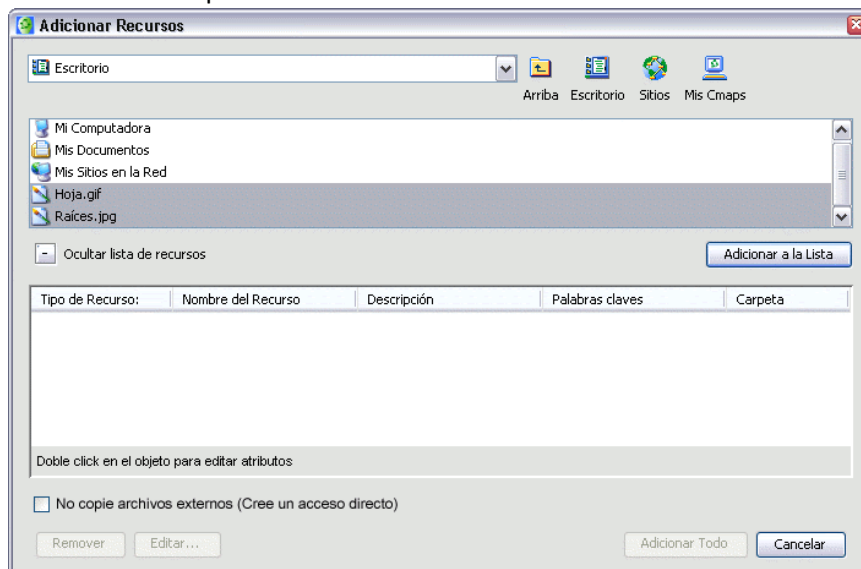 Adicionar Recursos
Escritorio
Arriba Escritorio Sitios Mis Cmaps
Mi Computadora
Mis Documentos
Mis Sitios en la Red
Hoja.gif
Raíces.jpg
- Ocultar lista de recursos Adicionar a la Lista
Tipo de Recurso: Nombre del Recurso Descripción Palabras claves Carpeta
Doble click en el objeto para editar atributos
No copie archivos externos (Cree un acceso directo)
Remover Editar... Adicionar Todo Cancelar